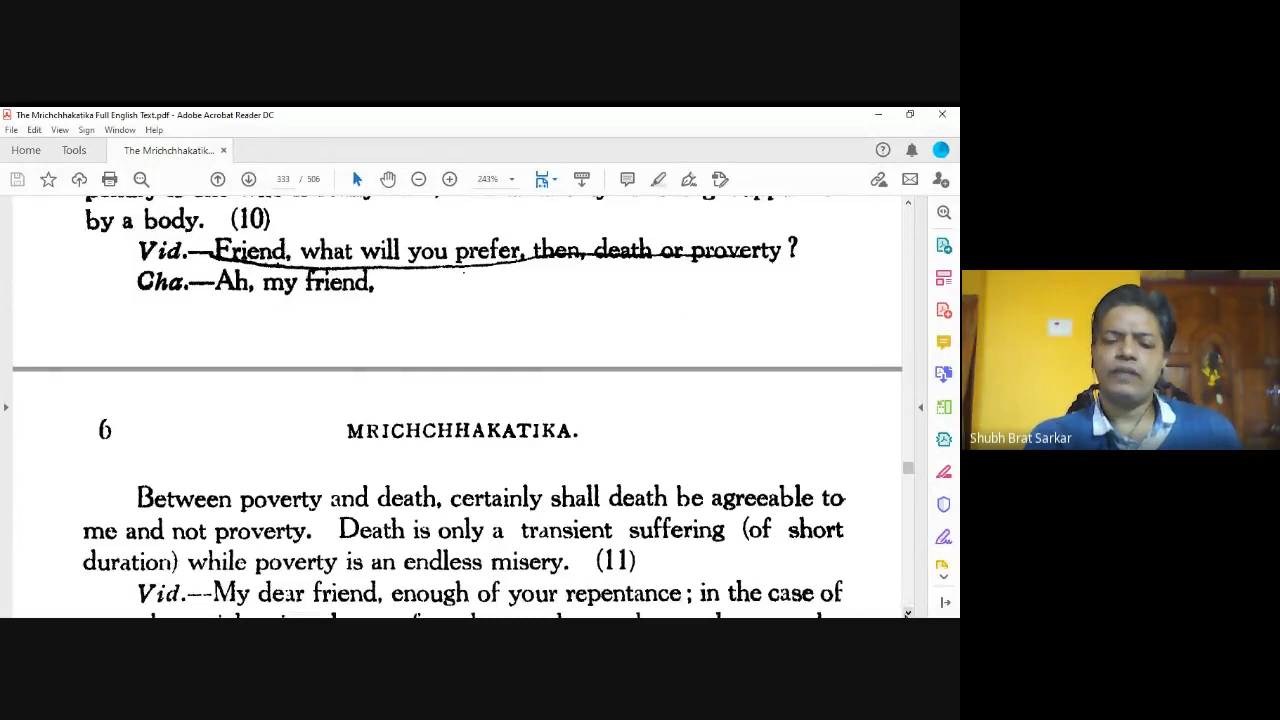 The Mrichchhakatika Full English Text.pdf - Adobe Acrobat Reader DC
File Edit View Sign Window Help
Home Tools The Mrichchhakatik... ×
333 / 506 243%
by a body. (10)
Vid.—Friend, what will you prefer, then, death or proverty ?
Cha.—Ah, my friend,
6 MRICHCHHAKATIKA.
Between poverty and death, certainly shall death be agreeable to
me and not proverty. Death is only a transient suffering (of short
duration) while poverty is an endless misery. (11)
Vid.--My dear friend, enough of your repentance ; in the case of
Shubh Brat Sarkar